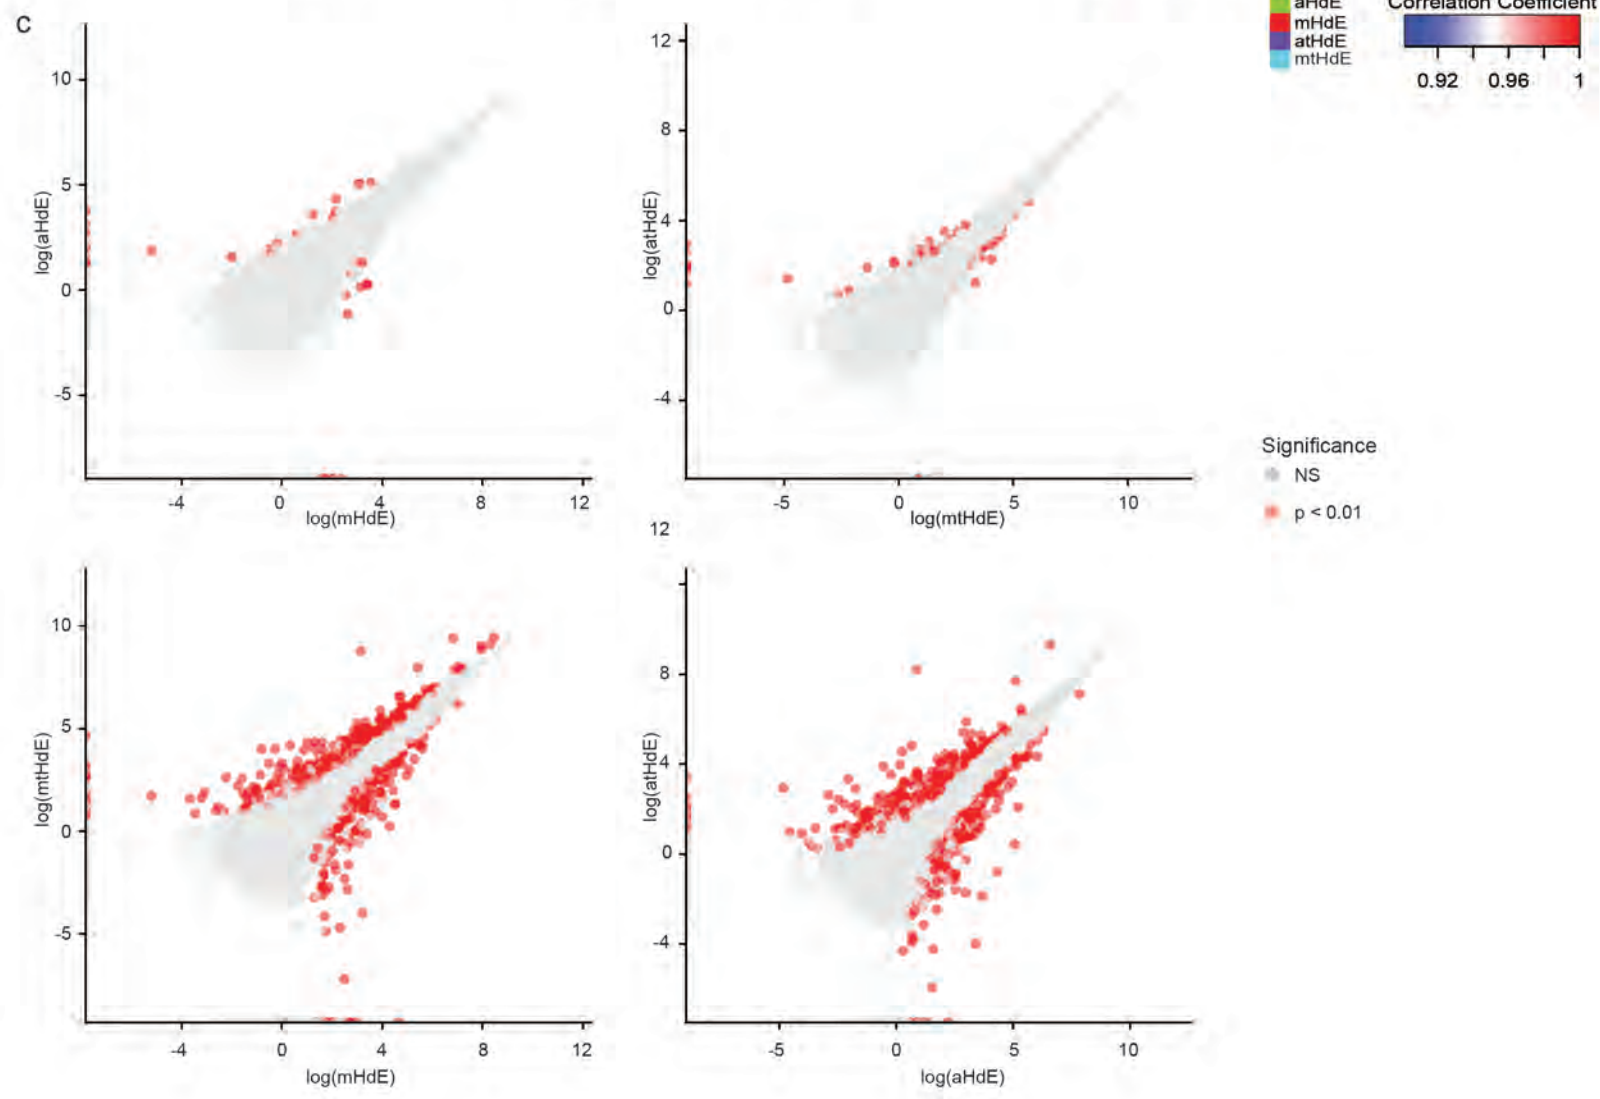 C
aHdE
mHdE
atHdE
mtHdE
Correlation Coefficient
0.92 0.96 1
10
5
0
-5
log(aHdE)
-4 0 4 8 12
log(mHdE)
12
8
4
0
-4
log(atHdE)
-5 0 5 10
log(mtHdE)
Significance
NS
p < 0.01
10
5
0
-5
log(mtHdE)
-4 0 4 8 12
log(mHdE)
12
8
4
0
-4
log(atHdE)
-5 0 5 10
log(aHdE)